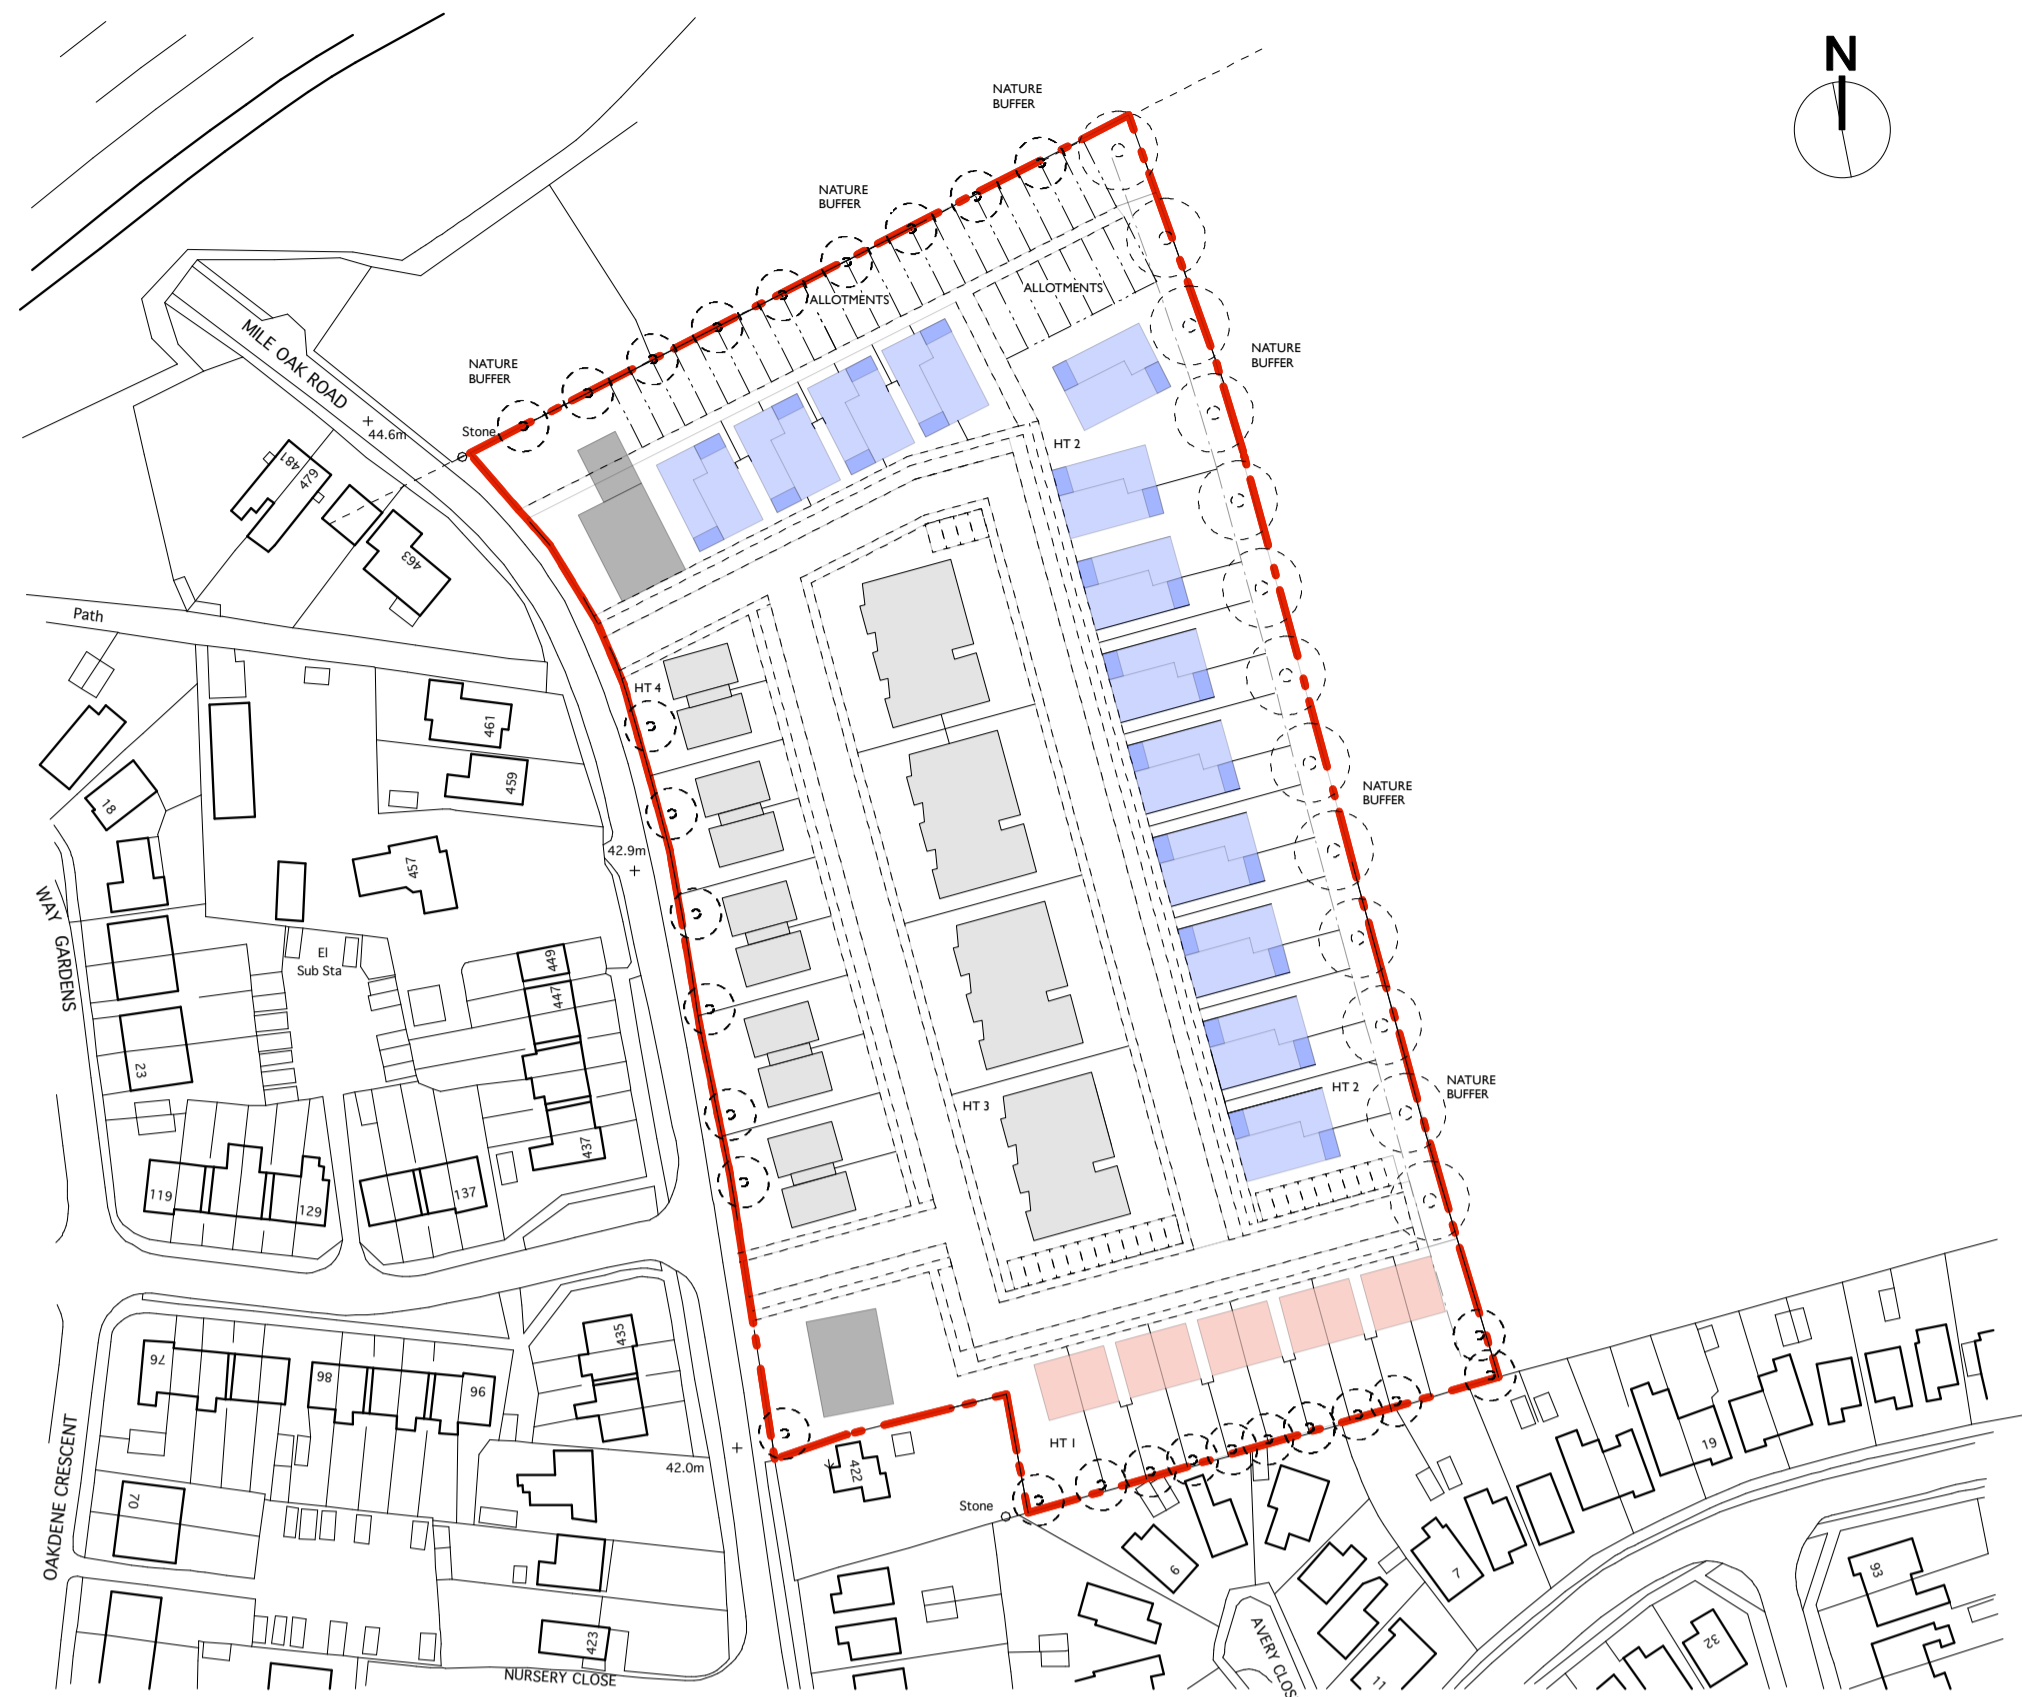 N
NATURE
BUFFER
NATURE
BUFFER
ALLOTMENTS
ALLOTMENTS
MILE OAK ROAD
NATURE
BUFFER
NATURE
BUFFER
44.6m
Stone
HT 2
481
479
463
Path
HT 4
461
459
18
NATURE
BUFFER
42.9m
457
WAY GARDENS
El
Sub Sta
449
447
23
HT 3
HT 2
NATURE
BUFFER
437
119
129
137
435
76
86
96
HT 1
422
42.0m
19
OAKDENE CRESCENT
70
Stone
6
7
93
AVERY CLOS
32
423
NURSERY CLOSE
11